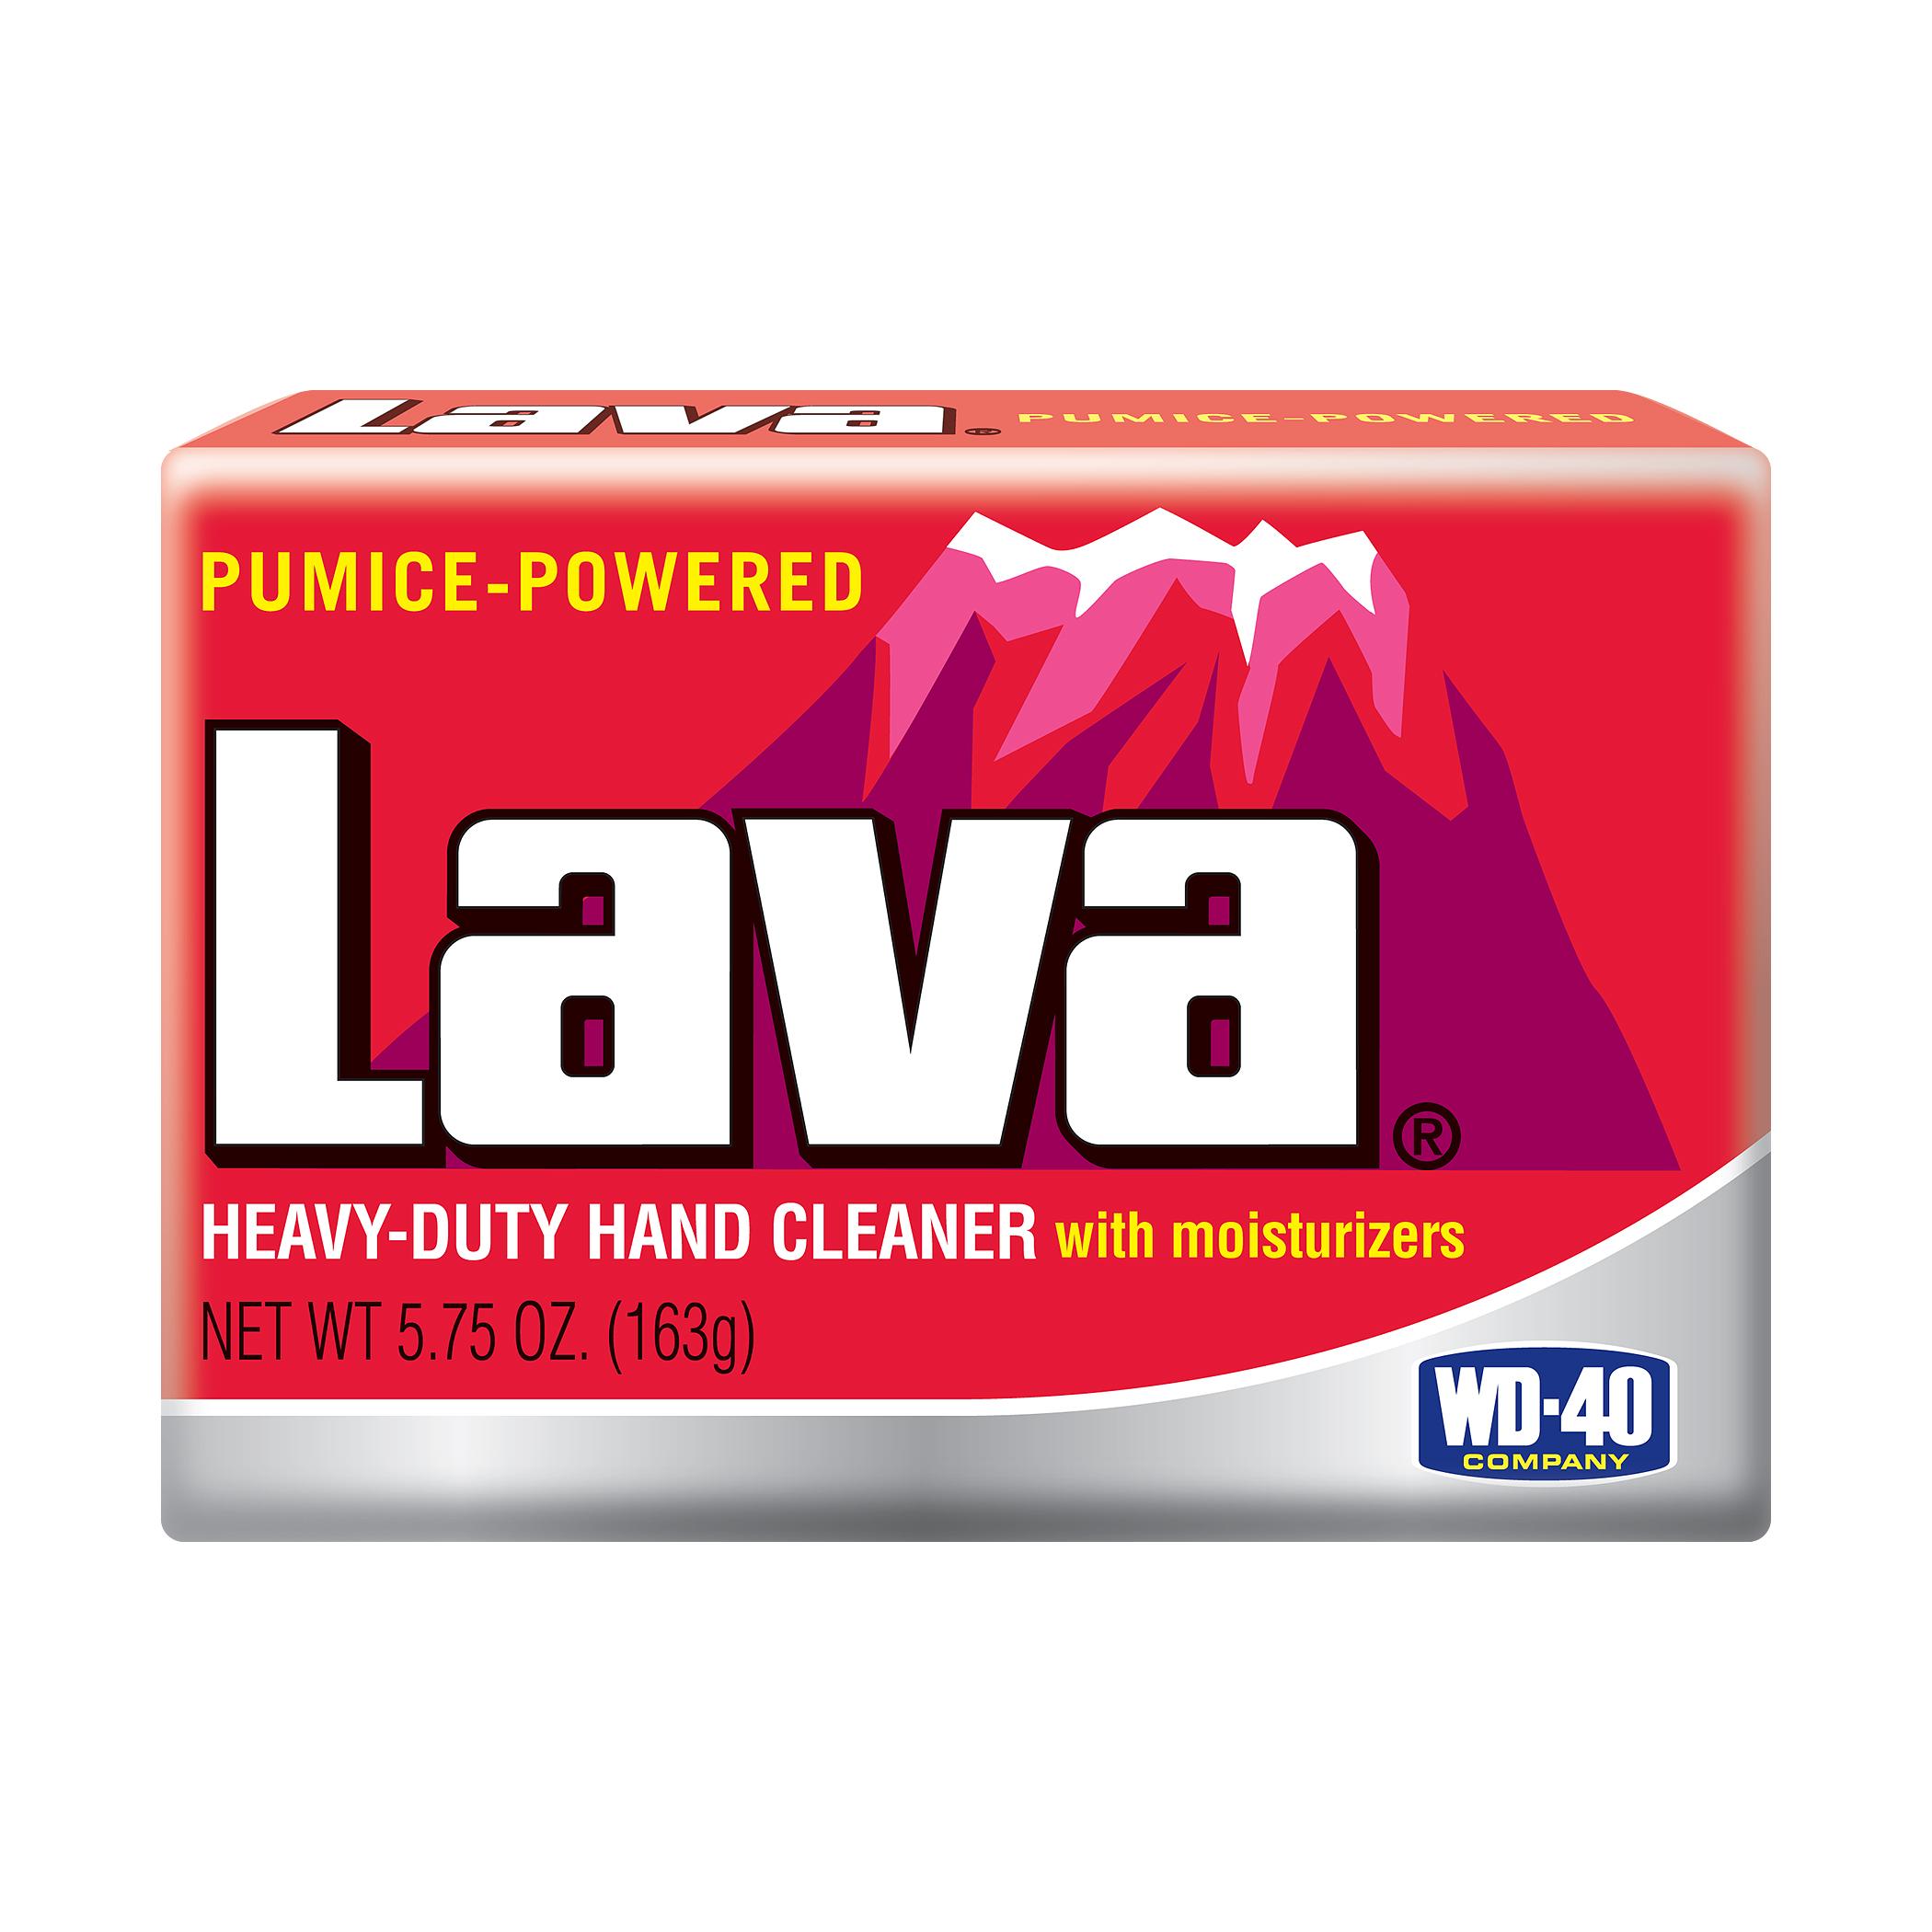 Lava® PUMICE-POWERED
PUMICE-POWERED
Lava®
HEAVY-DUTY HAND CLEANER with moisturizers
NET WT 5.75 OZ. (163g)
WD-40
COMPANY